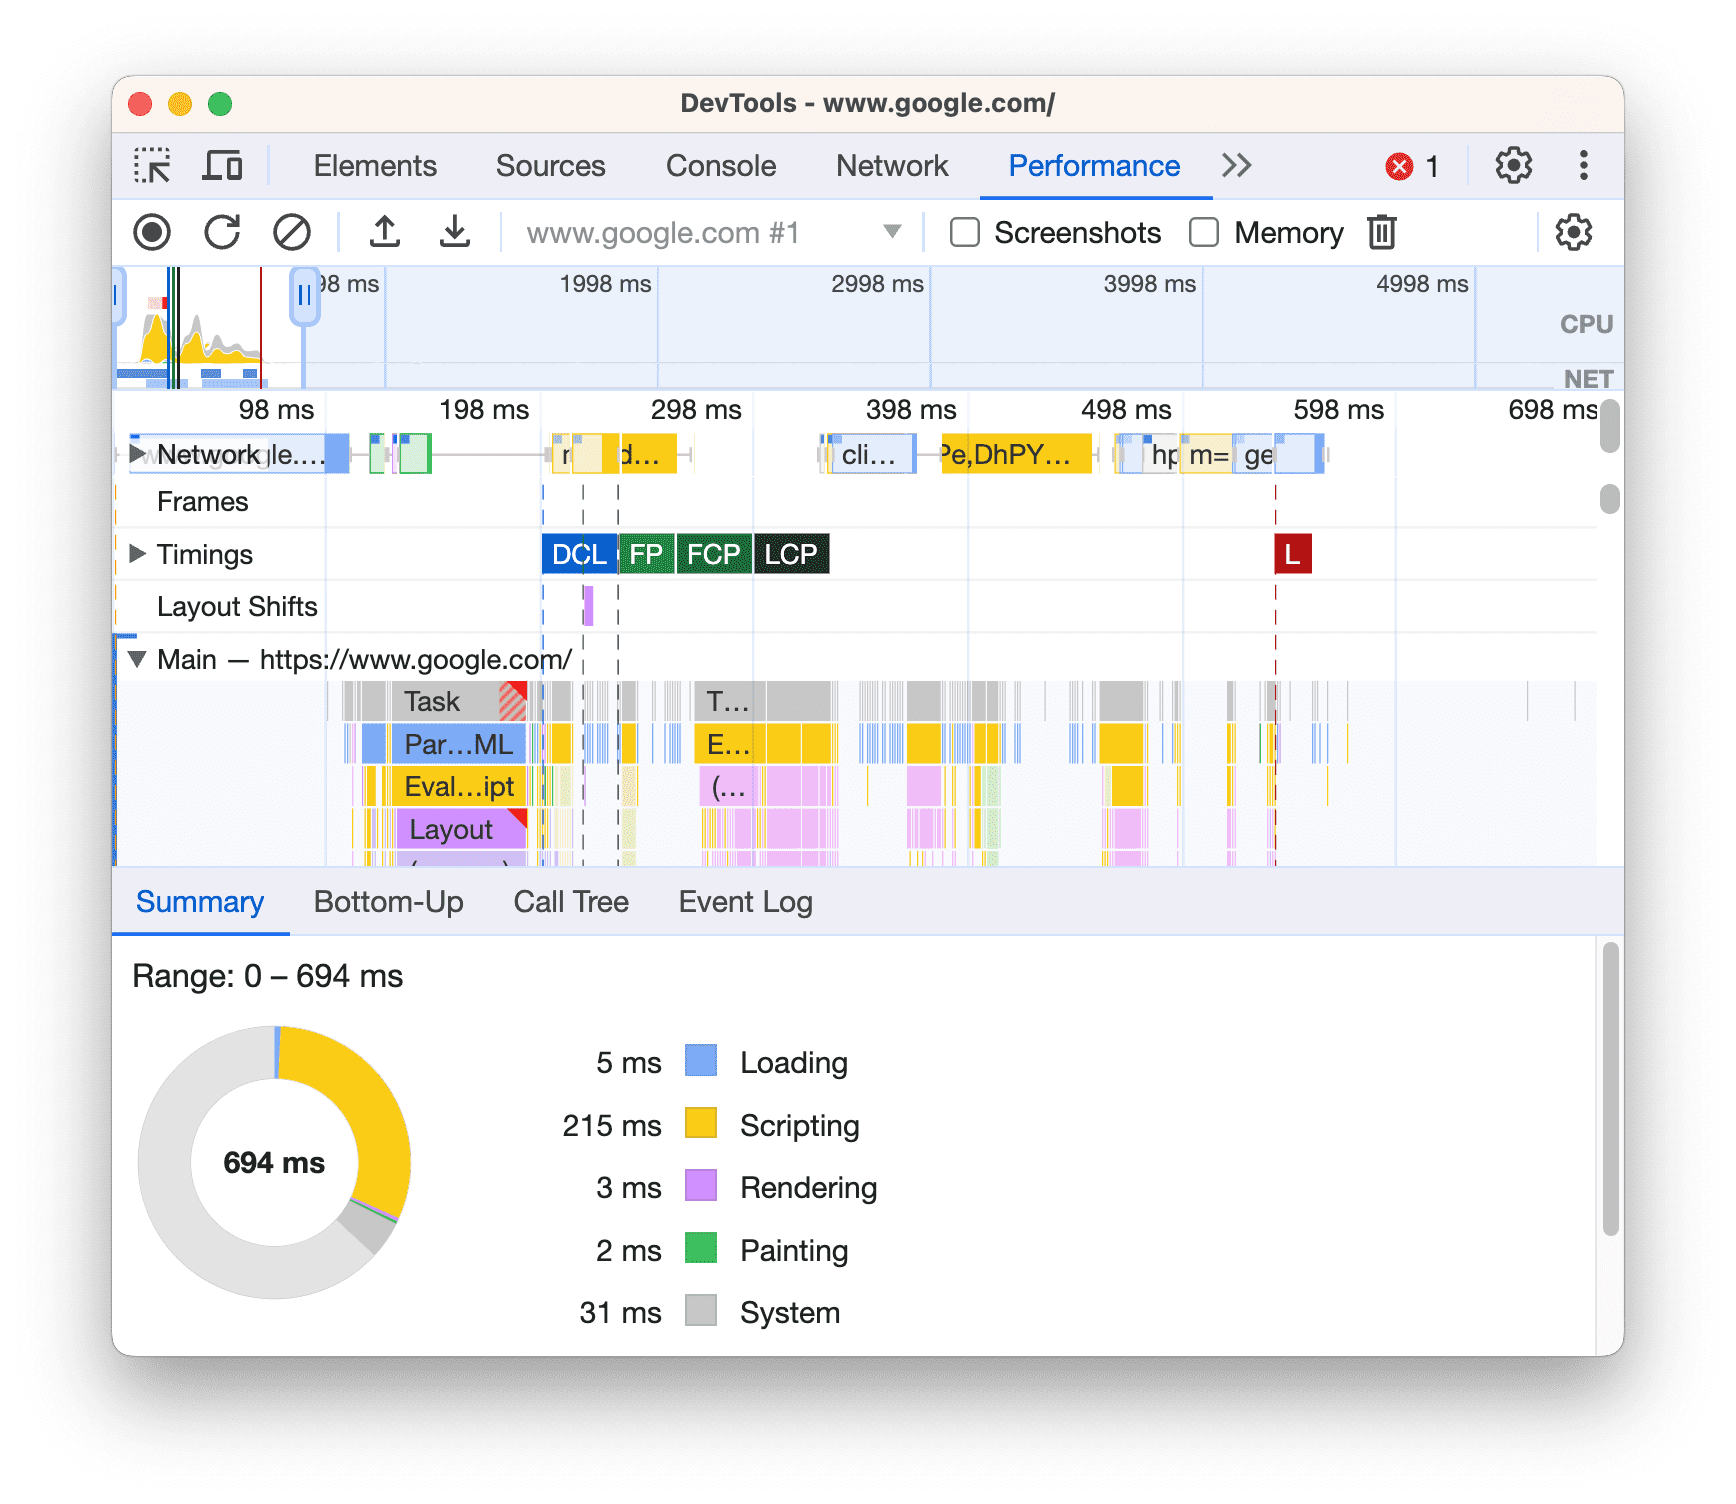 DevTools - www.google.com/
Elements Sources Console Network Performance 1
www.google.com #1 Screenshots Memory
98 ms 1998 ms 2998 ms 3998 ms 4998 ms
CPU
NET
98 ms 198 ms 298 ms 398 ms 498 ms 598 ms 698 ms
Network le.... d... cli... Pe,DhPY... hp m= ge
Frames
Timings DCL FP FCP LCP L
Layout Shifts
Main — https://www.google.com/
Task T...
Par...ML E...
Eval...ipt (...
Layout
Summary Bottom-Up Call Tree Event Log
Range: 0 – 694 ms
694 ms
5 ms Loading
215 ms Scripting
3 ms Rendering
2 ms Painting
31 ms System